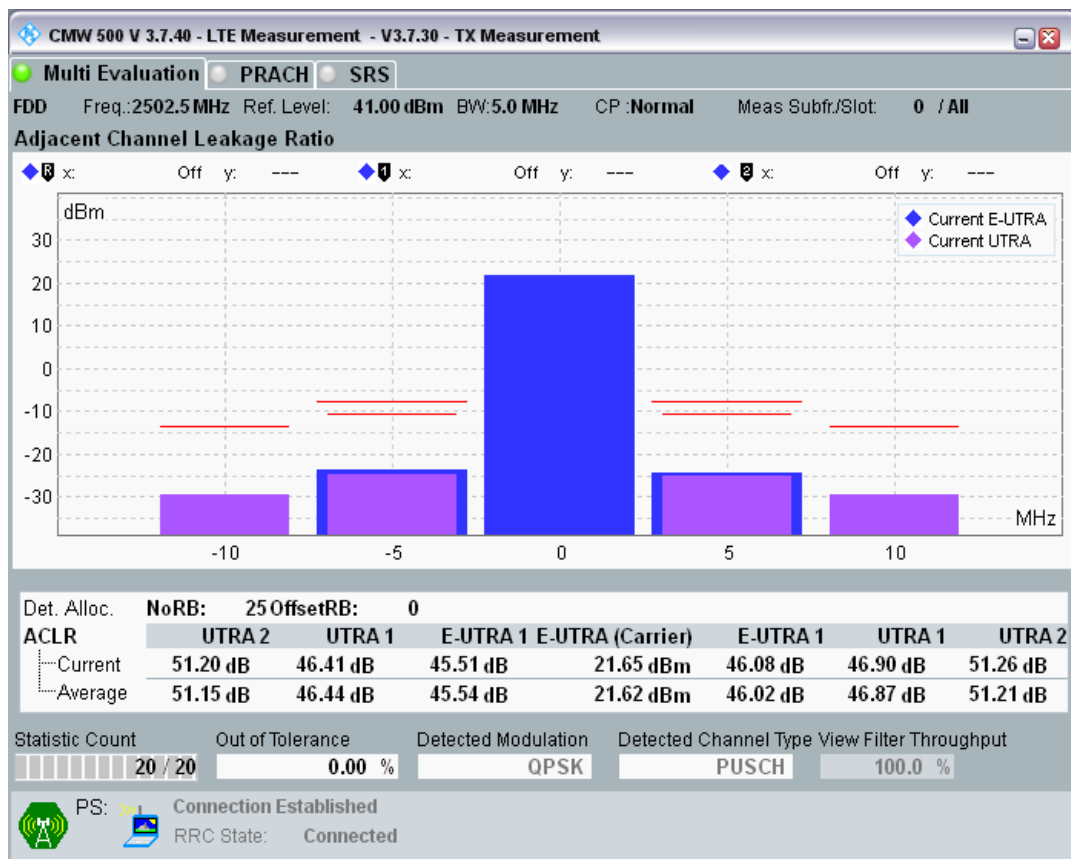 CMW 500 V 3.7.40 - LTE Measurement - V3.7.30 - TX Measurement
Multi Evaluation PRACH SRS
FDD Freq.:2502.5 MHz Ref. Level: 41.00 dBm BW:5.0 MHz CP :Normal Meas Subfr./Slot: 0 / All
Adjacent Channel Leakage Ratio
R x: Off y: --- 1 x: Off y: --- 2 x: Off y: ---
dBm
Current E-UTRA
Current UTRA
30
20
10
0
-10
-20
-30
MHz
-10 -5 0 5 10
Det. Alloc. NoRB: 25 OffsetRB: 0
ACLR UTRA 2 UTRA 1 E-UTRA 1 E-UTRA (Carrier) E-UTRA 1 UTRA 1 UTRA 2
Current 51.20 dB 46.41 dB 45.51 dB 21.65 dBm 46.08 dB 46.90 dB 51.26 dB
Average 51.15 dB 46.44 dB 45.54 dB 21.62 dBm 46.02 dB 46.87 dB 51.21 dB
Statistic Count Out of Tolerance Detected Modulation Detected Channel Type View Filter Throughput
20 / 20 0.00 % QPSK PUSCH 100.0 %
PS: Connection Established
RRC State: Connected